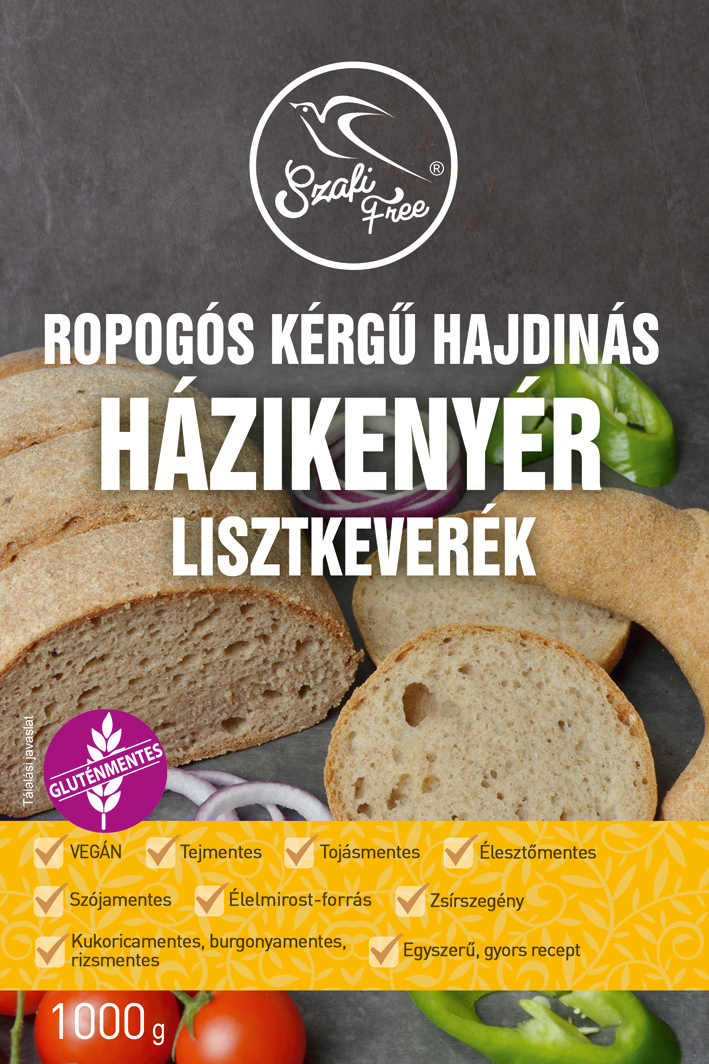 Szafi
Free
®
ROPOGÓS KÉRGŰ HAJDINÁS
HÁZIKENYÉR
LISZTKEVERÉK
Tálalási javaslat
GLUTÉNMENTES
VEGÁN Tejmentes Tojásmentes Élesztőmentes
Szójamentes Élelmirost-forrás Zsírszegény
Kukoricamentes, burgonyamentes,
rizsmentes
Egyszerű, gyors recept
1000 g